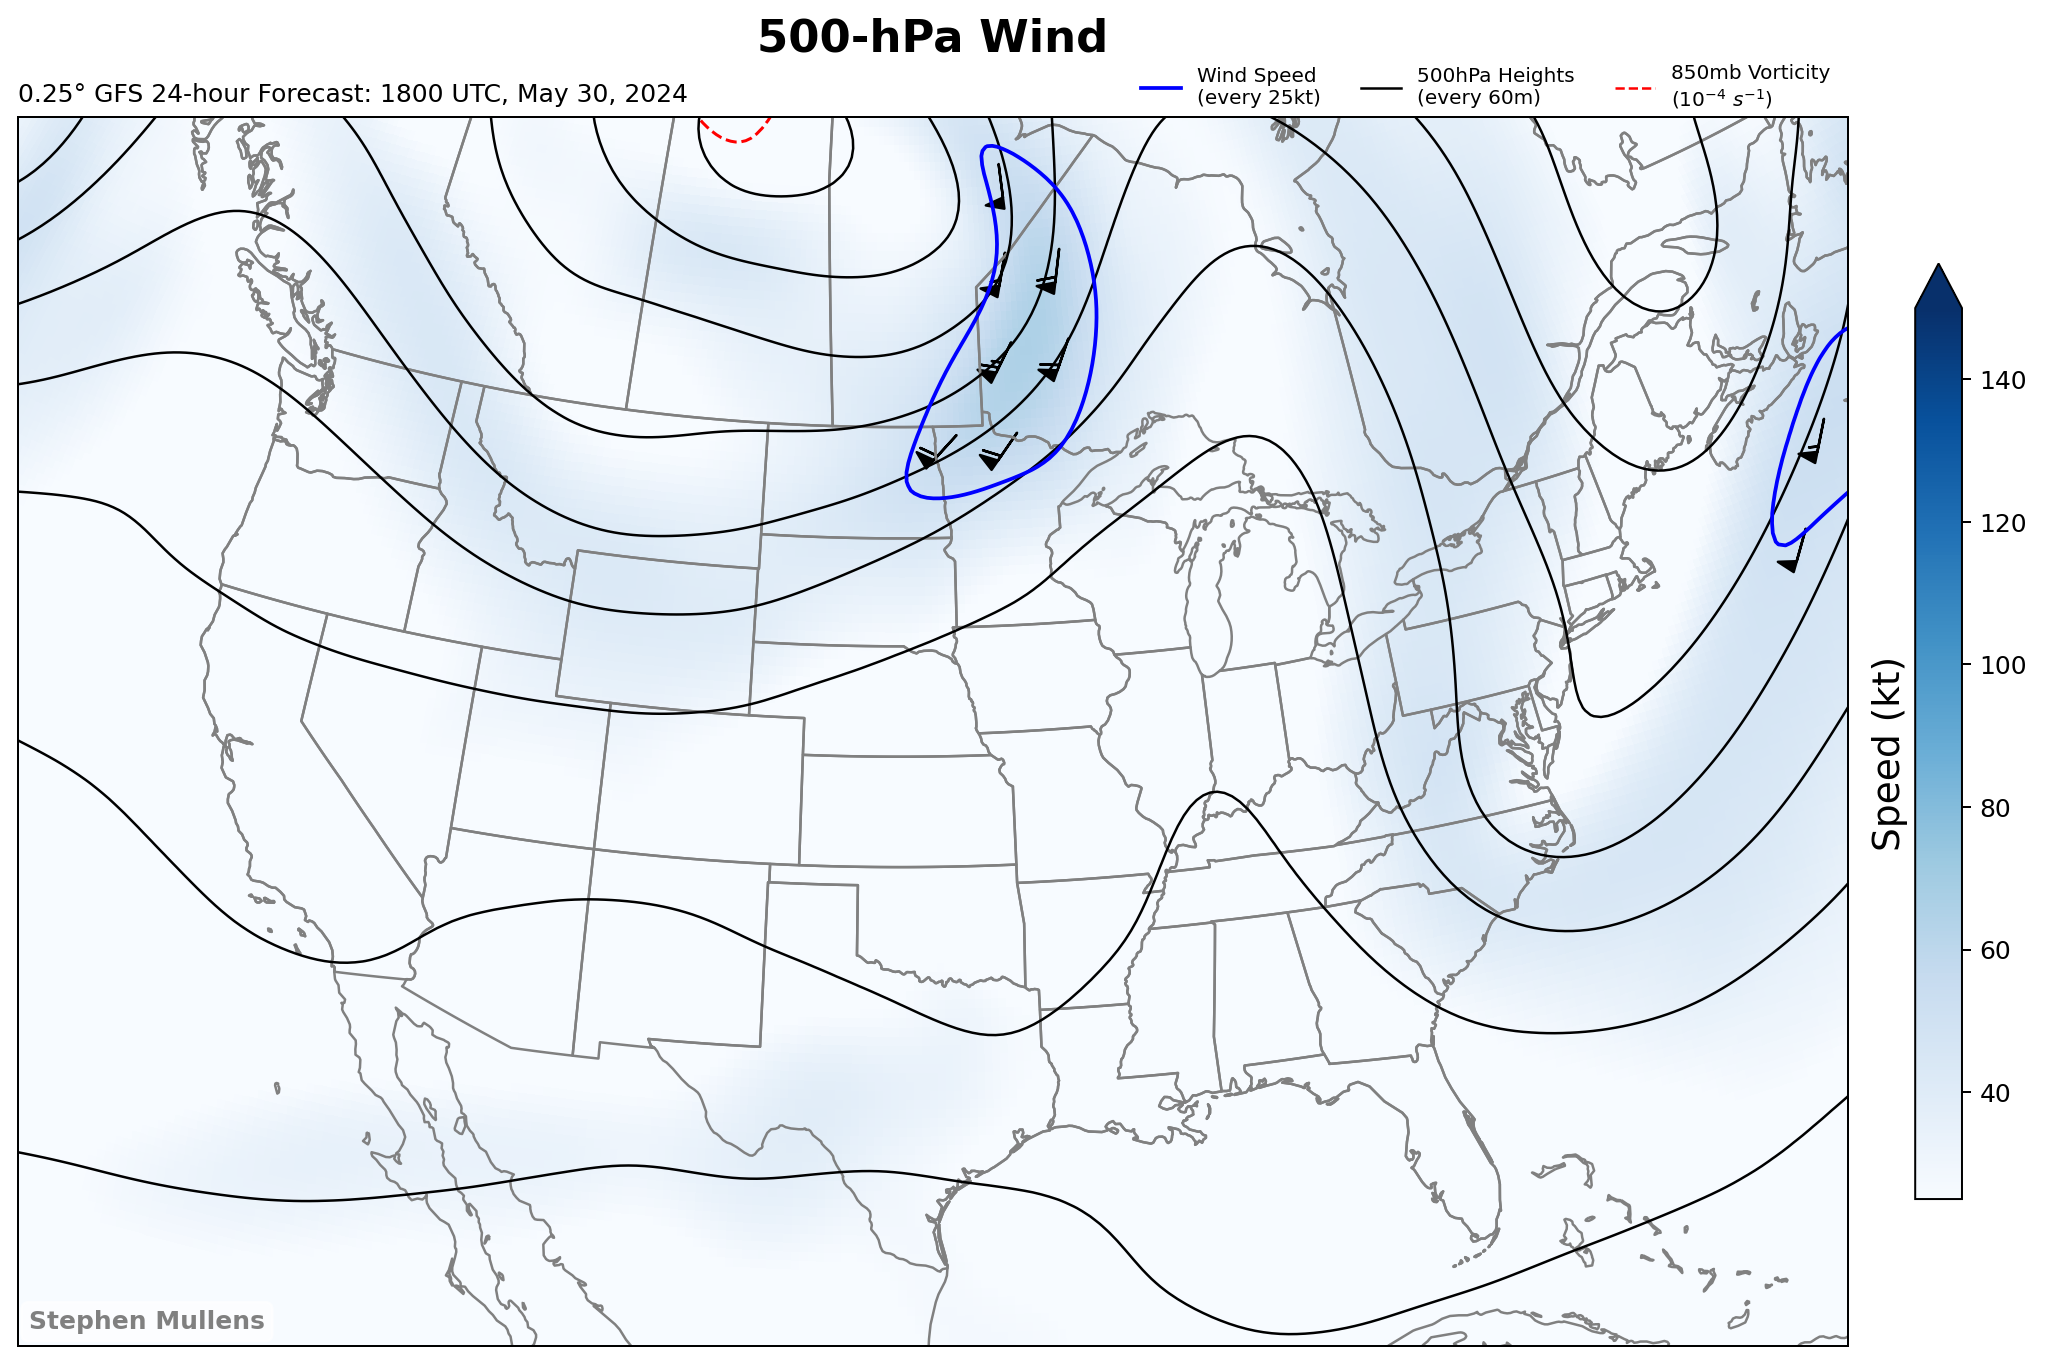 500-hPa Wind
0.25° GFS 24-hour Forecast: 1800 UTC, May 30, 2024
Wind Speed
(every 25kt)
500hPa Heights
(every 60m)
850mb Vorticity
(10⁻⁴ s⁻¹)
140
120
100
80
60
40
Speed (kt)
Stephen Mullens